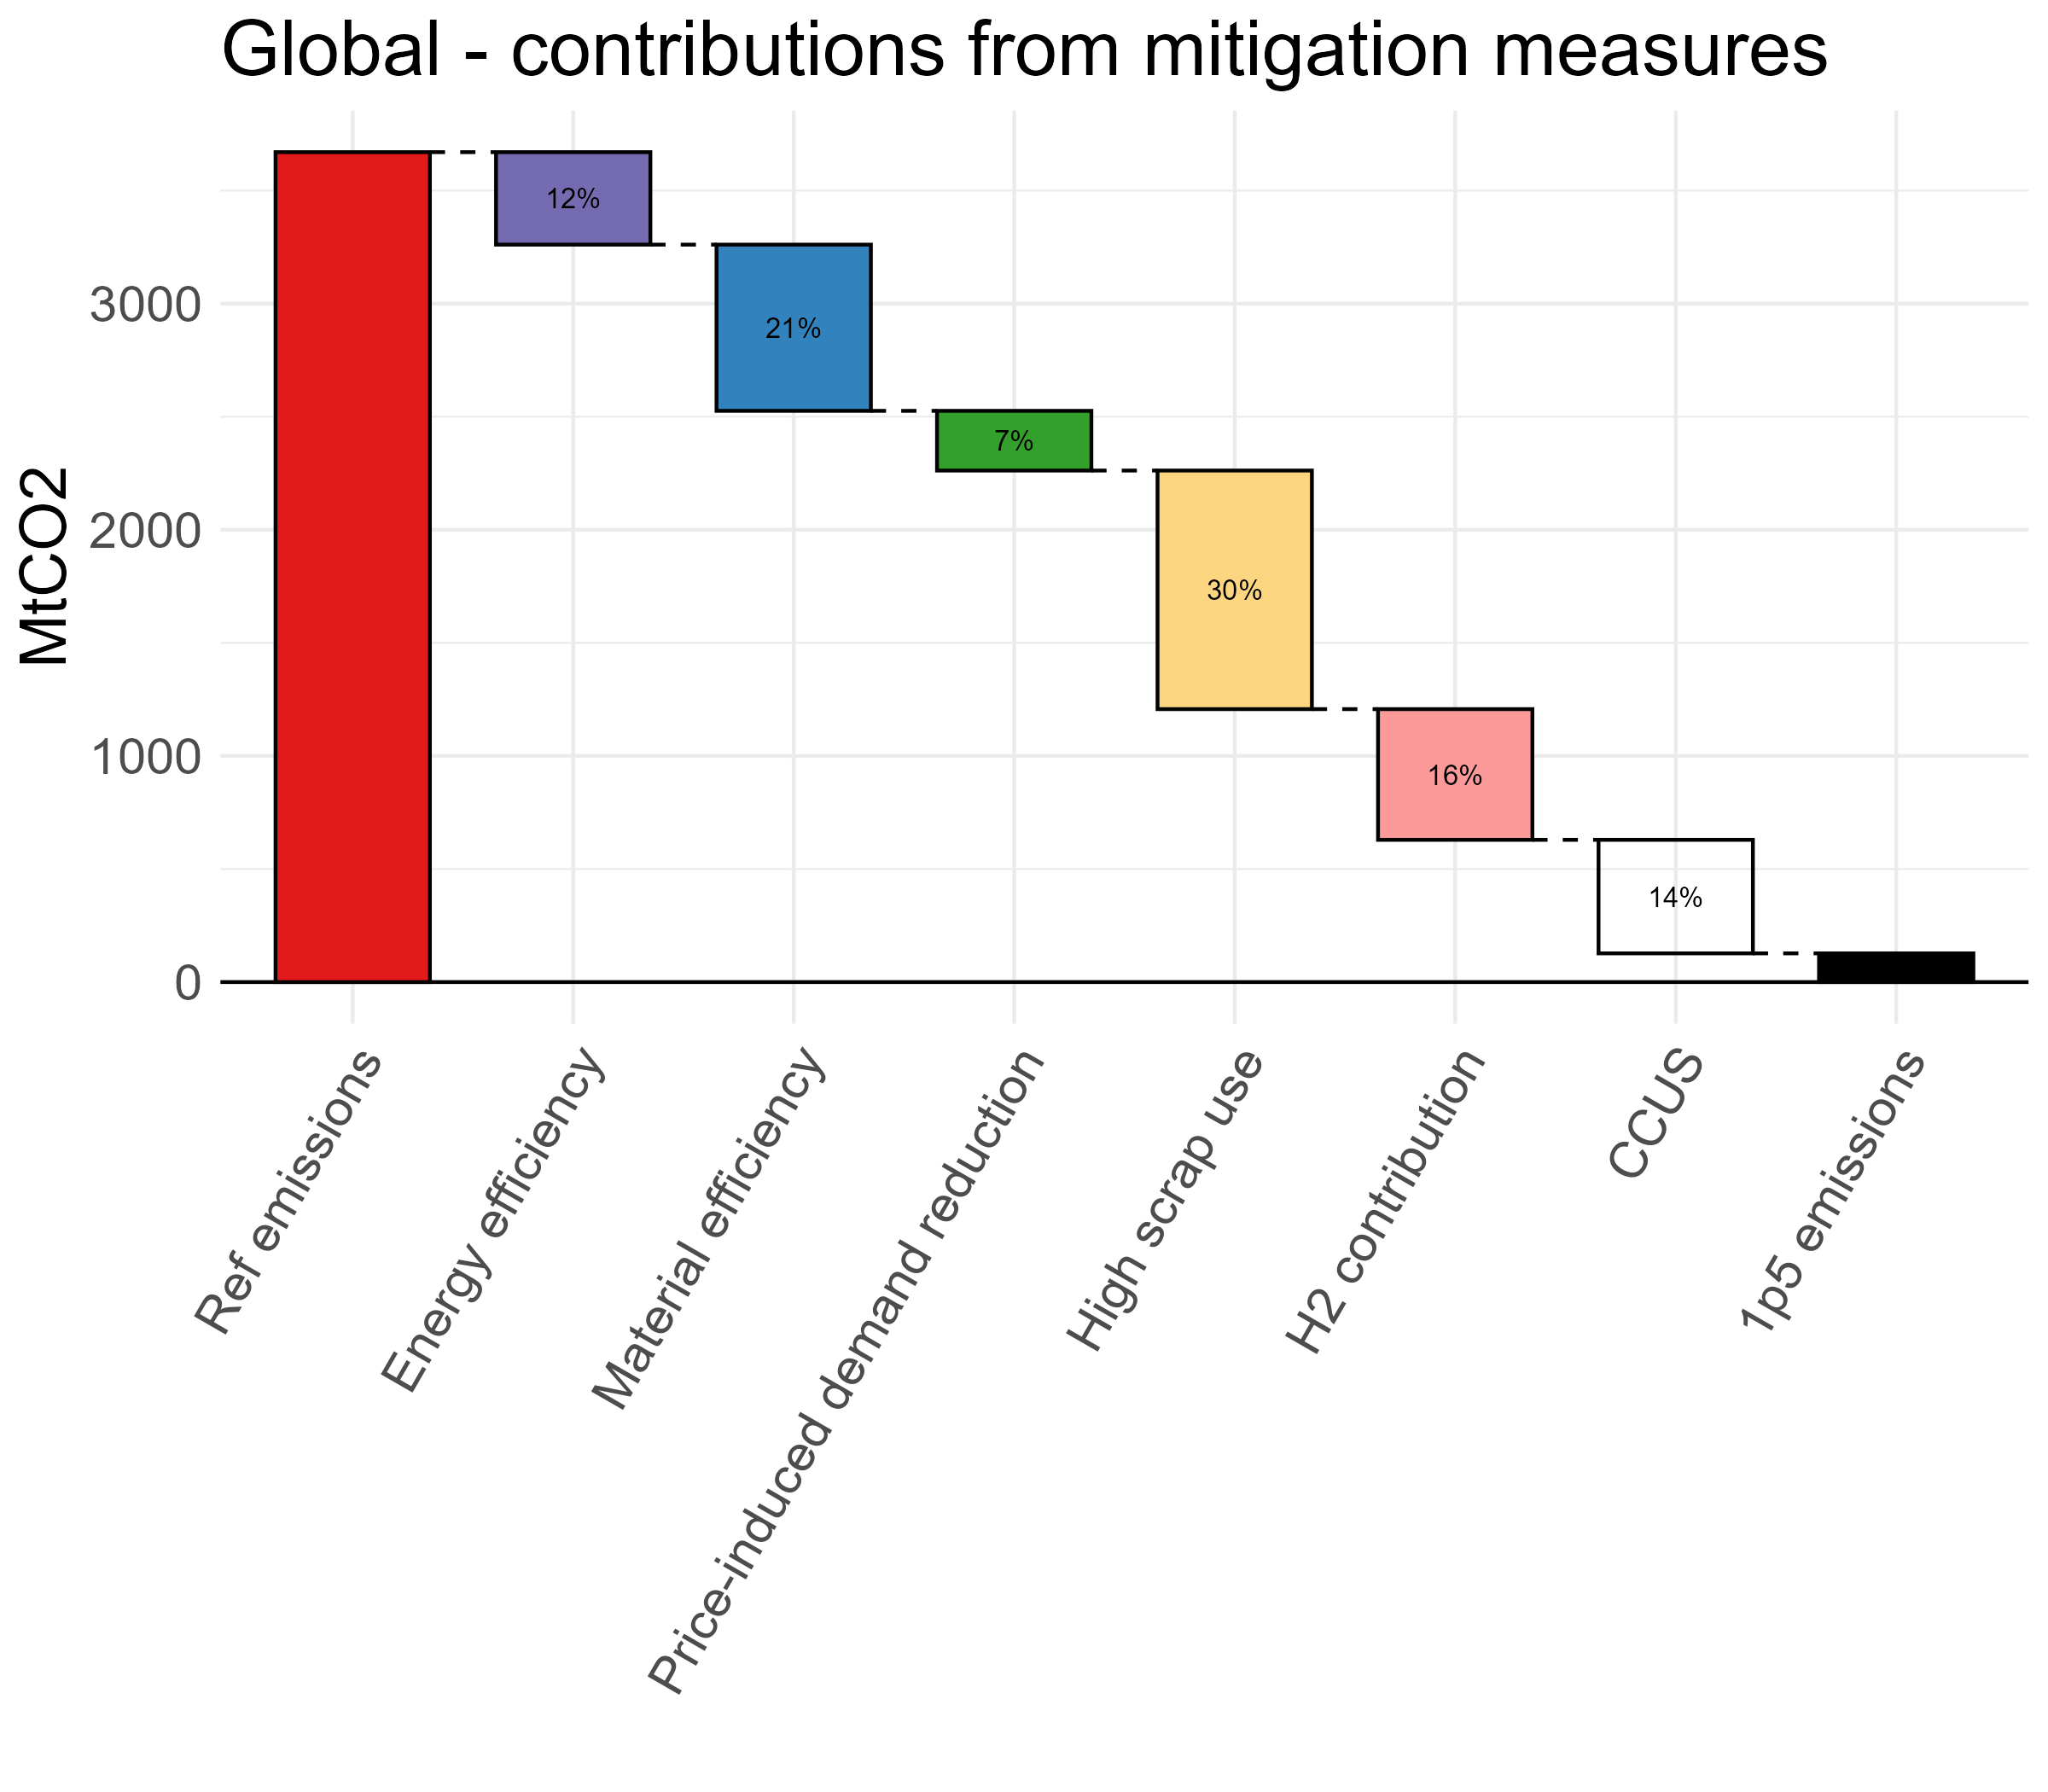 Global - contributions from mitigation measures
MtCO2
3000
2000
1000
0
12%
21%
7%
30%
16%
14%
Ref emissions
Energy efficiency
Material efficiency
Price-induced demand reduction
High scrap use
H2 contribution
CCUS
1p5 emissions